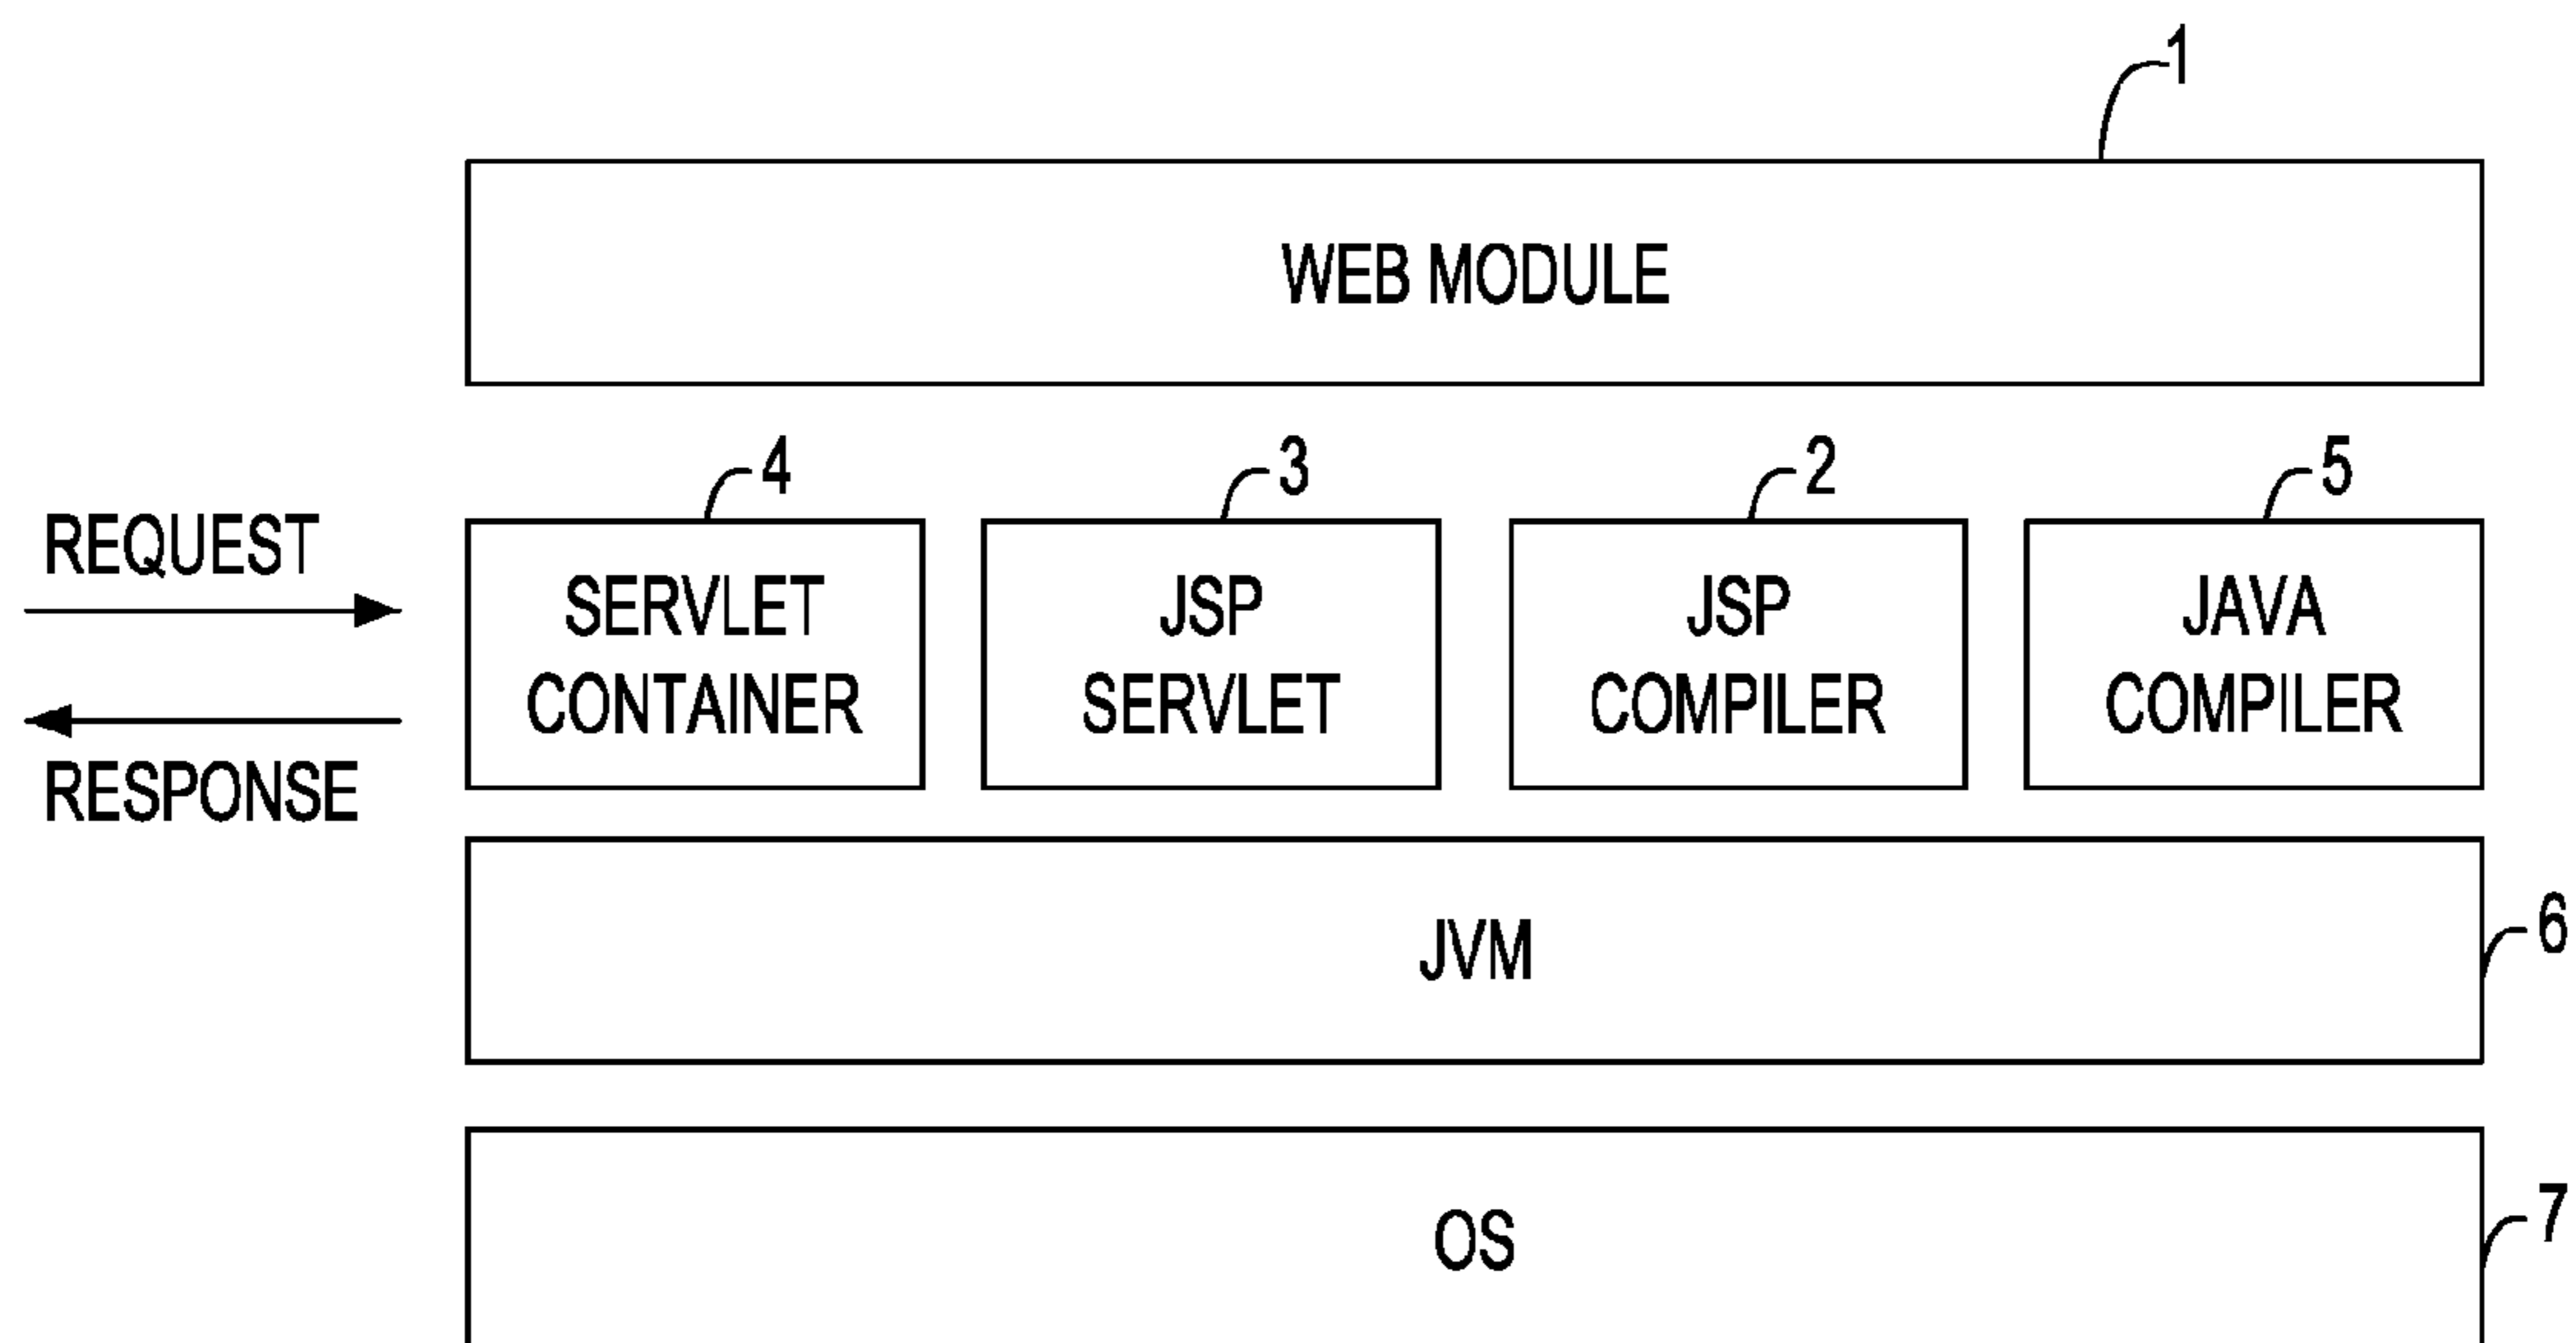 1
WEB MODULE
4
3
2
5
REQUEST
RESPONSE
SERVLET
CONTAINER
JSP
SERVLET
JSP
COMPILER
JAVA
COMPILER
JVM
6
OS
7